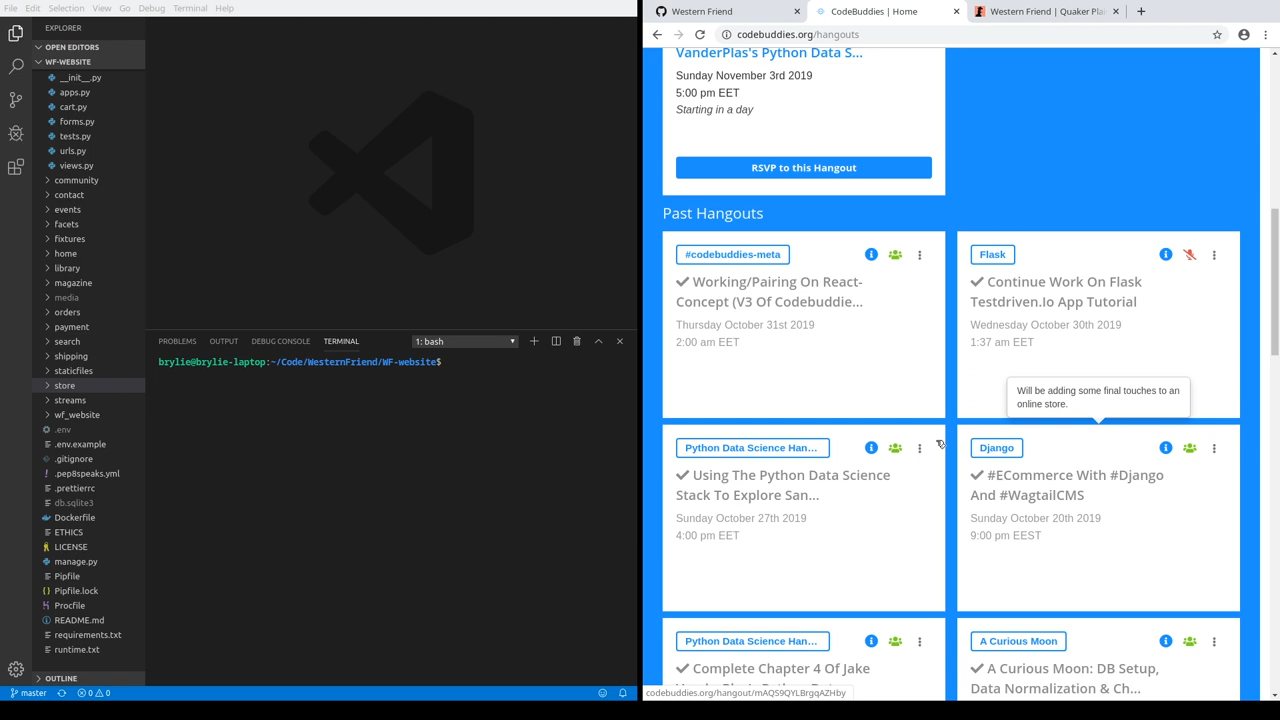 File Edit Selection View Go Debug Terminal Help
EXPLORER
OPEN EDITORS
WF-WEBSITE
__init__.py
apps.py
cart.py
forms.py
tests.py
urls.py
views.py
community
contact
events
facets
fixtures
home
library
magazine
media
orders
payment
search
shipping
staticfiles
store
streams
wf_website
.env
.env.example
.gitignore
.pep8speaks.yml
.prettierrc
db.sqlite3
Dockerfile
ETHICS
LICENSE
manage.py
Pipfile
Pipfile.lock
Procfile
README.md
requirements.txt
runtime.txt
OUTLINE
master 0 0
PROBLEMS OUTPUT DEBUG CONSOLE TERMINAL 1: bash
brylie@brylie-laptop:~/Code/WesternFriend/WF-website$
Western Friend CodeBuddies | Home Western Friend | Quaker Pla
codebuddies.org/hangouts
VanderPlas's Python Data S...
Sunday November 3rd 2019
5:00 pm EET
Starting in a day
RSVP to this Hangout
Past Hangouts
#codebuddies-meta
Working/Pairing On React-
Concept (V3 Of Codebuddie...
Thursday October 31st 2019
2:00 am EET
Flask
Continue Work On Flask
Testdriven.Io App Tutorial
Wednesday October 30th 2019
1:37 am EET
Will be adding some final touches to an
online store.
Python Data Science Han...
Using The Python Data Science
Stack To Explore San...
Sunday October 27th 2019
4:00 pm EET
Django
#ECommerce With #Django
And #WagtailCMS
Sunday October 20th 2019
9:00 pm EEST
Python Data Science Han...
Complete Chapter 4 Of Jake
A Curious Moon
A Curious Moon: DB Setup,
Data Normalization & Ch...
codebuddies.org/hangout/mAQS9QYLBrgqAZHby